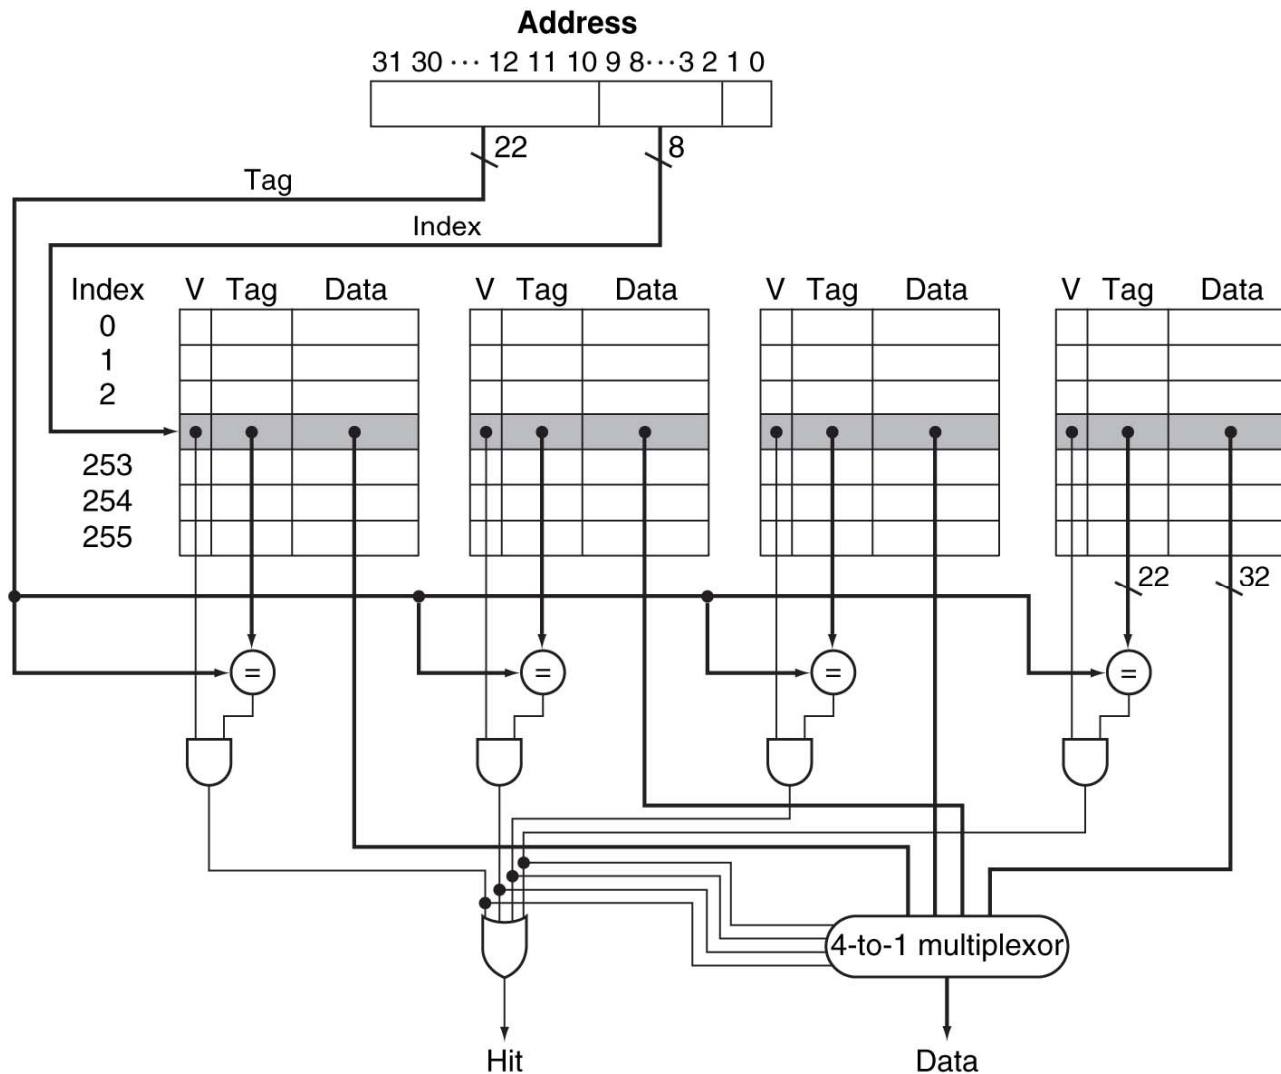 Address
31 30 ··· 12 11 10 9 8 ··· 3 2 1 0
22 8
Tag
Index
Index V Tag Data V Tag Data V Tag Data V Tag Data
0
1
2
253
254
255
22 32
= = = =
4-to-1 multiplexor
Hit Data